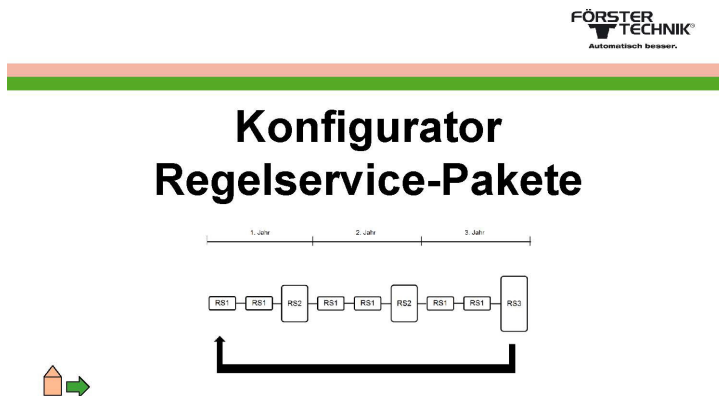 FÖRSTER
TECHNIK®
Automatisch besser.
Konfigurator
Regelservice-Pakete
1. Jahr 2. Jahr 3. Jahr
RS1 RS1 RS2 RS1 RS1 RS2 RS1 RS1 RS3